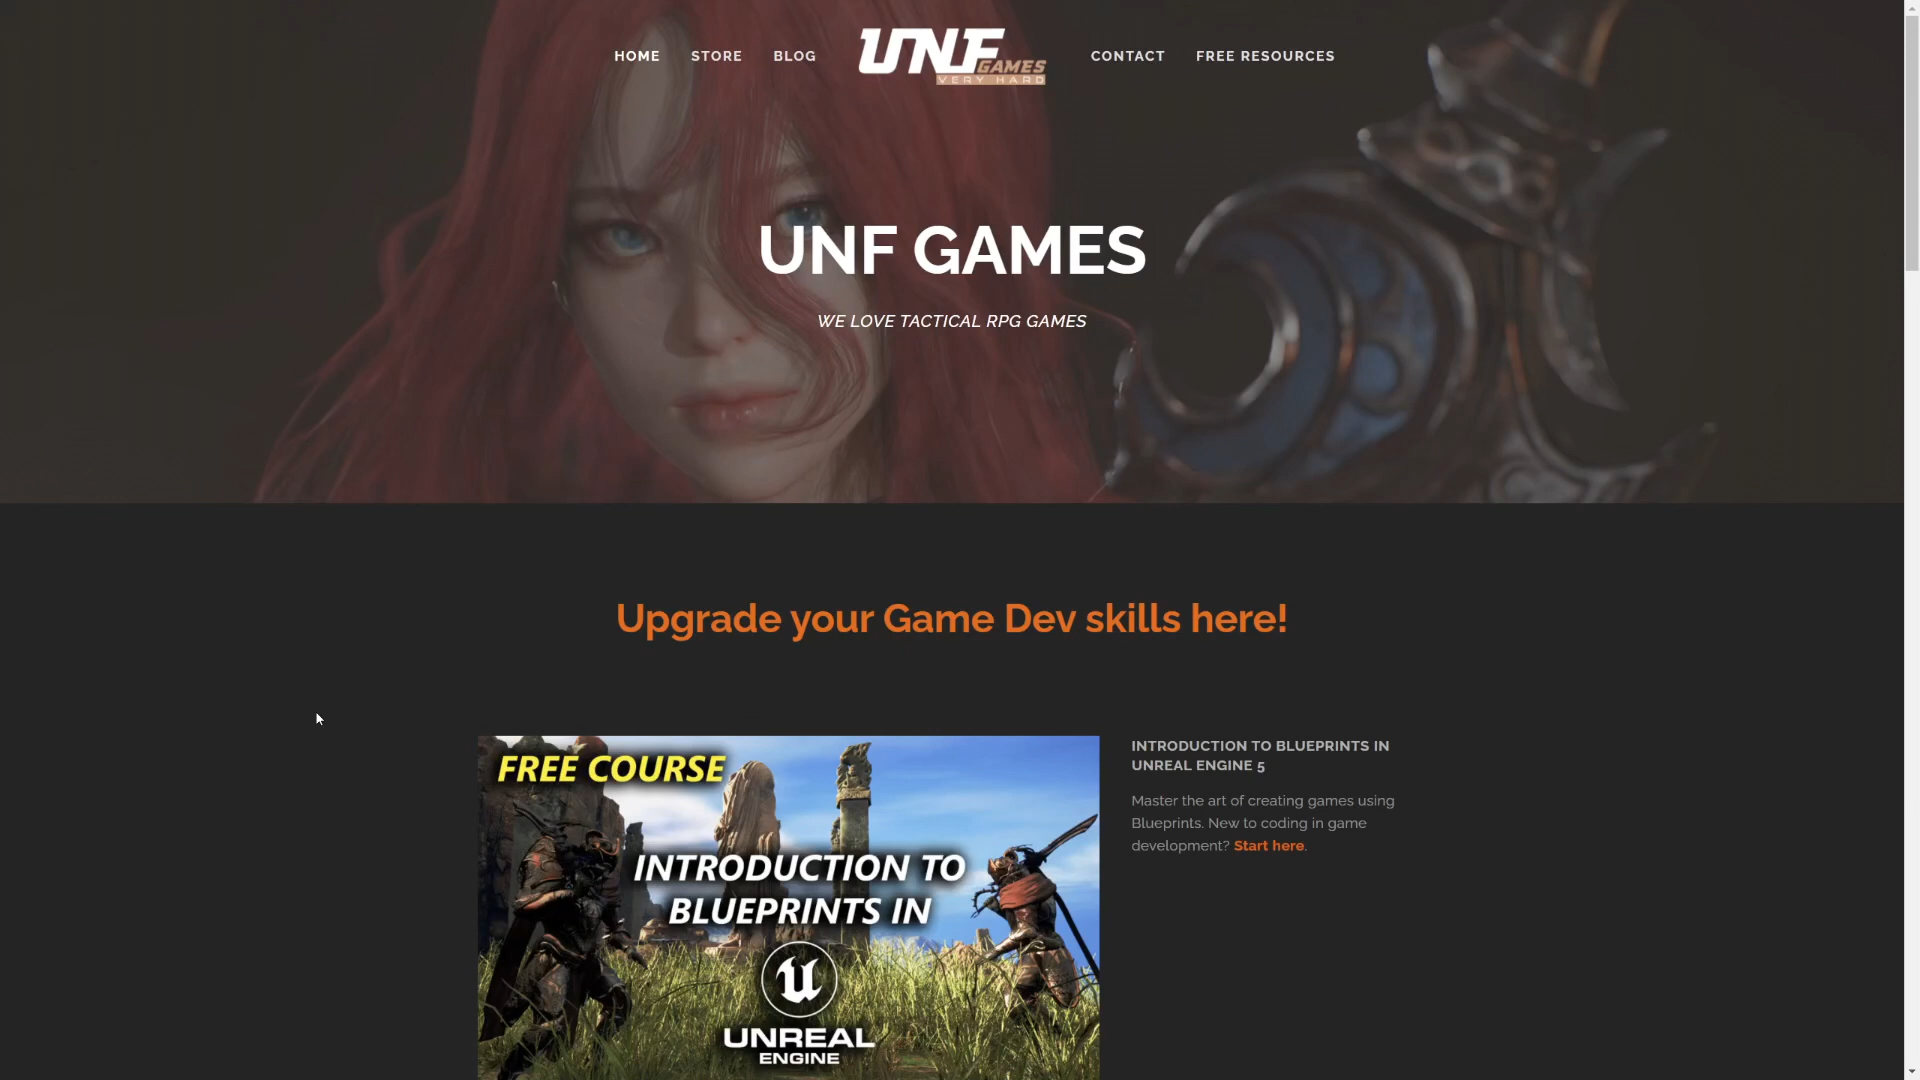 HOME STORE BLOG UNF GAMES VERY HARD CONTACT FREE RESOURCES
UNF GAMES
WE LOVE TACTICAL RPG GAMES
Upgrade your Game Dev skills here!
FREE COURSE
INTRODUCTION TO
BLUEPRINTS IN
UNREAL
ENGINE
INTRODUCTION TO BLUEPRINTS IN
UNREAL ENGINE 5
Master the art of creating games using
Blueprints. New to coding in game
development? Start here.